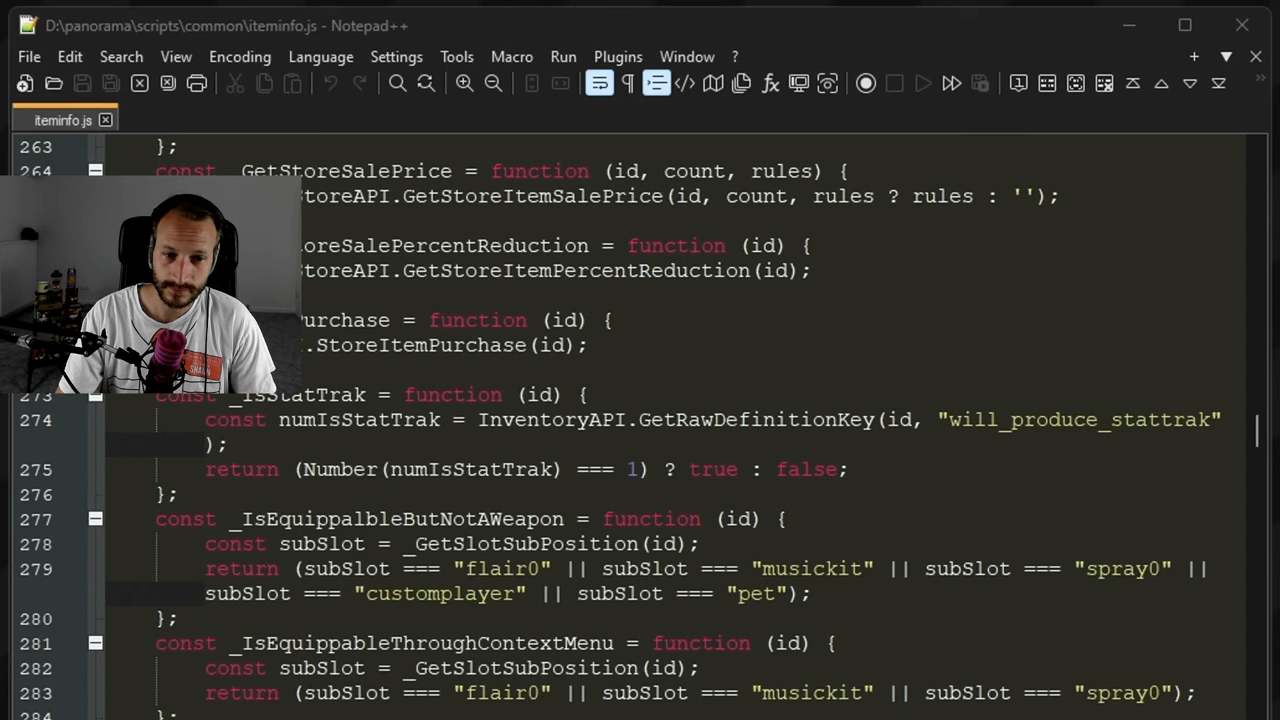 D:\panorama\scripts\common\iteminfo.js - Notepad++
File Edit Search View Encoding Language Settings Tools Macro Run Plugins Window ?
iteminfo.js
263 };
264 const _GetStoreSalePrice = function (id, count, rules) {
StoreAPI.GetStoreItemSalePrice(id, count, rules ? rules : '');
oreSalePercentReduction = function (id) {
StoreAPI.GetStoreItemPercentReduction(id);
Purchase = function (id) {
.StoreItemPurchase(id);
273 const _IsStatTrak = function (id) {
274 const numIsStatTrak = InventoryAPI.GetRawDefinitionKey(id, "will_produce_stattrak"
);
275 return (Number(numIsStatTrak) === 1) ? true : false;
276 };
277 const _IsEquippalbleButNotAWeapon = function (id) {
278 const subSlot = _GetSlotSubPosition(id);
279 return (subSlot === "flair0" || subSlot === "musickit" || subSlot === "spray0" ||
subSlot === "customplayer" || subSlot === "pet");
280 };
281 const _IsEquippableThroughContextMenu = function (id) {
282 const subSlot = _GetSlotSubPosition(id);
283 return (subSlot === "flair0" || subSlot === "musickit" || subSlot === "spray0");
284 };